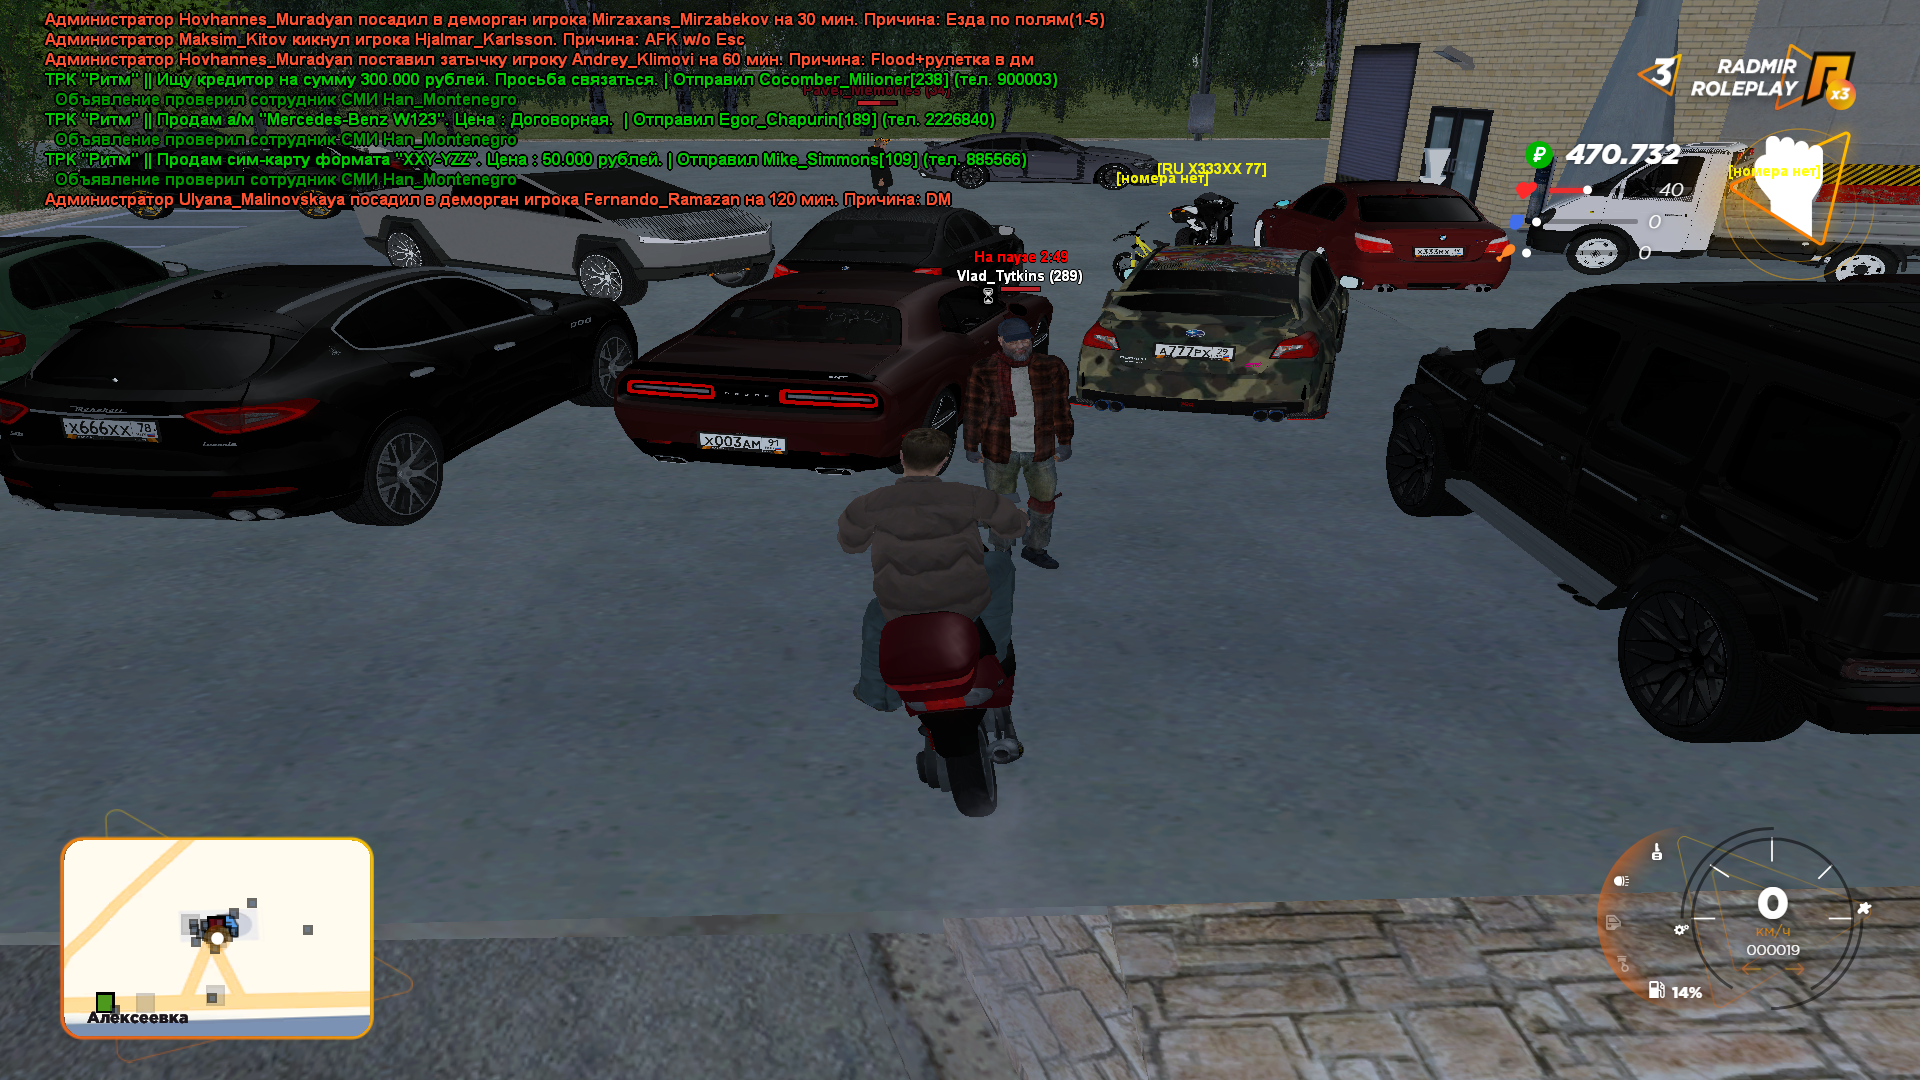 Администратор Hovhannes_Muradyan посадил в деморган игрока Mirzaxans_Mirzabekov на 30 мин. Причина: Езда по полям(1-5)
Администратор Maksim_Kitov кикнул игрока Hjalmar_Karlsson. Причина: AFK w/o Esc
Администратор Hovhannes_Muradyan поставил затычку игроку Andrey_Klimovi на 60 мин. Причина: Flood+рулетка в дм
ТРК "Ритм" || Ищу кредитор на сумму 300.000 рублей. Просьба связаться. | Отправил Cocomber_Milioner[238] (тел. 900003)
Объявление проверил сотрудник СМИ Han_Montenegro
ТРК "Ритм" || Продам а/м "Mercedes-Benz W123". Цена : Договорная. | Отправил Egor_Chapurin[189] (тел. 2226840)
Объявление проверил сотрудник СМИ Han_Montenegro
ТРК "Ритм" || Продам сим-карту формата "XXY-YZZ". Цена : 50.000 рублей. | Отправил Mike_Simmons[109] (тел. 885566)
Объявление проверил сотрудник СМИ Han_Montenegro
Администратор Ulyana_Malinovskaya посадил в деморган игрока Fernando_Ramazan на 120 мин. Причина: DM
3
RADMIR
ROLEPLAY
x3
₽ 470.732
40
0
0
[RU X333XX 77]
[номера нет]
[номера нет]
На паузе 2:49
Vlad_Tytkins (289)
Х333ХХ
А777РХ 29
Maserati
Х666ХХ 78
DODGE
Х003АМ 91
Алексеевка
0
км/ч
000019
14%